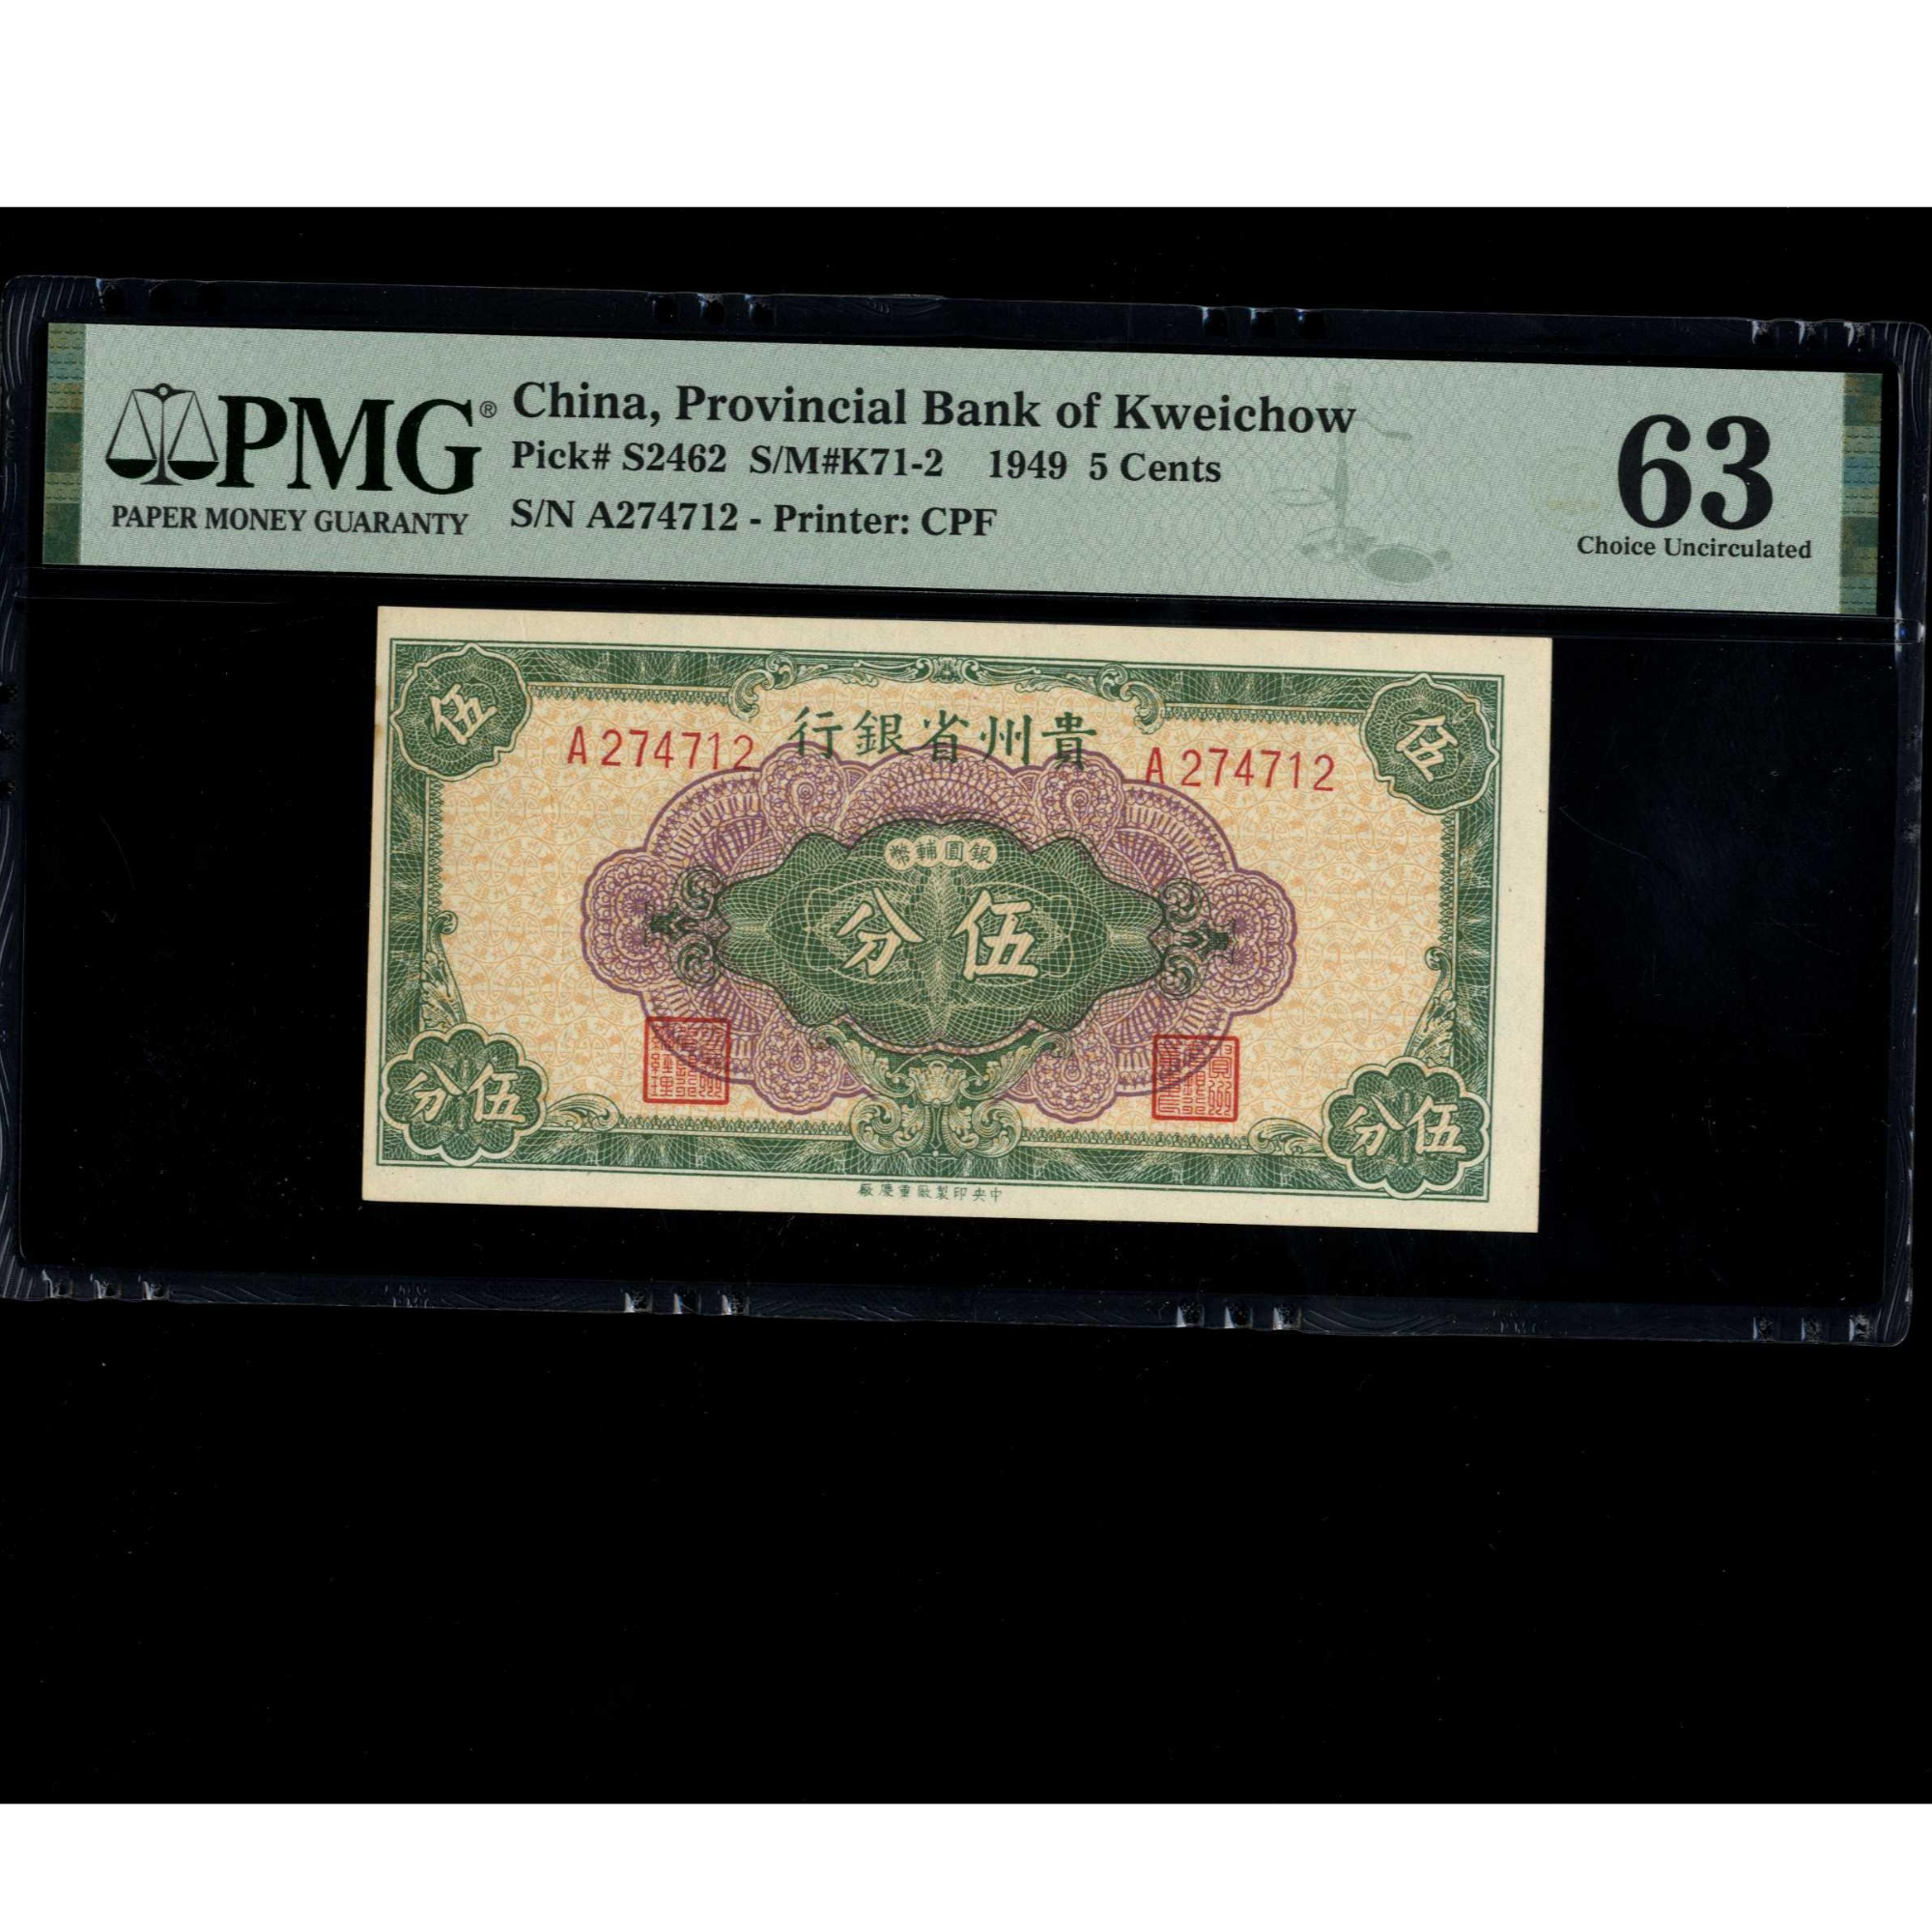 PMG®
PAPER MONEY GUARANTY
China, Provincial Bank of Kweichow
Pick# S2462 S/M#K71-2 1949 5 Cents
S/N A274712 - Printer: CPF
63
Choice Uncirculated
伍
伍
行銀省州貴
A274712
A274712
幣輔圓銀
分伍
分伍
分伍
廠慶重廠製印央中